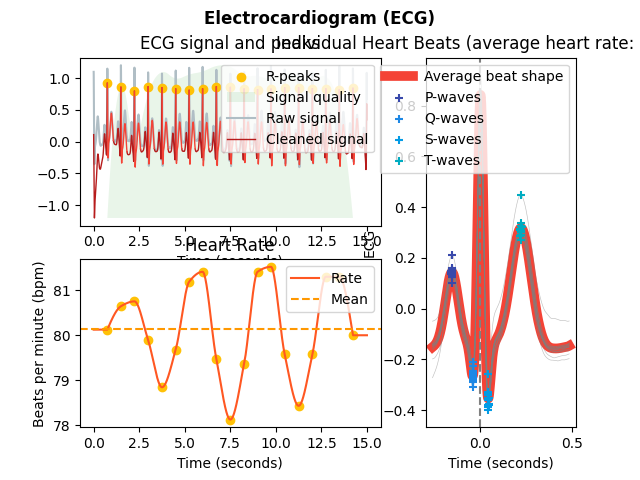 Electrocardiogram (ECG)
ECG signal and peaks
Individual Heart Beats (average heart rate:
R-peaks
Signal quality
Raw signal
Cleaned signal
1.0
0.5
0.0
−0.5
−1.0
0.0 2.5 5.0 7.5 10.0 12.5 15.0
Time (seconds)
Average beat shape
P-waves
Q-waves
S-waves
T-waves
0.8
0.6
0.4
0.2
0.0
−0.2
−0.4
ECG
0.0 0.5
Time (seconds)
Heart Rate
Rate
Mean
Beats per minute (bpm)
81
80
79
78
0.0 2.5 5.0 7.5 10.0 12.5 15.0
Time (seconds)